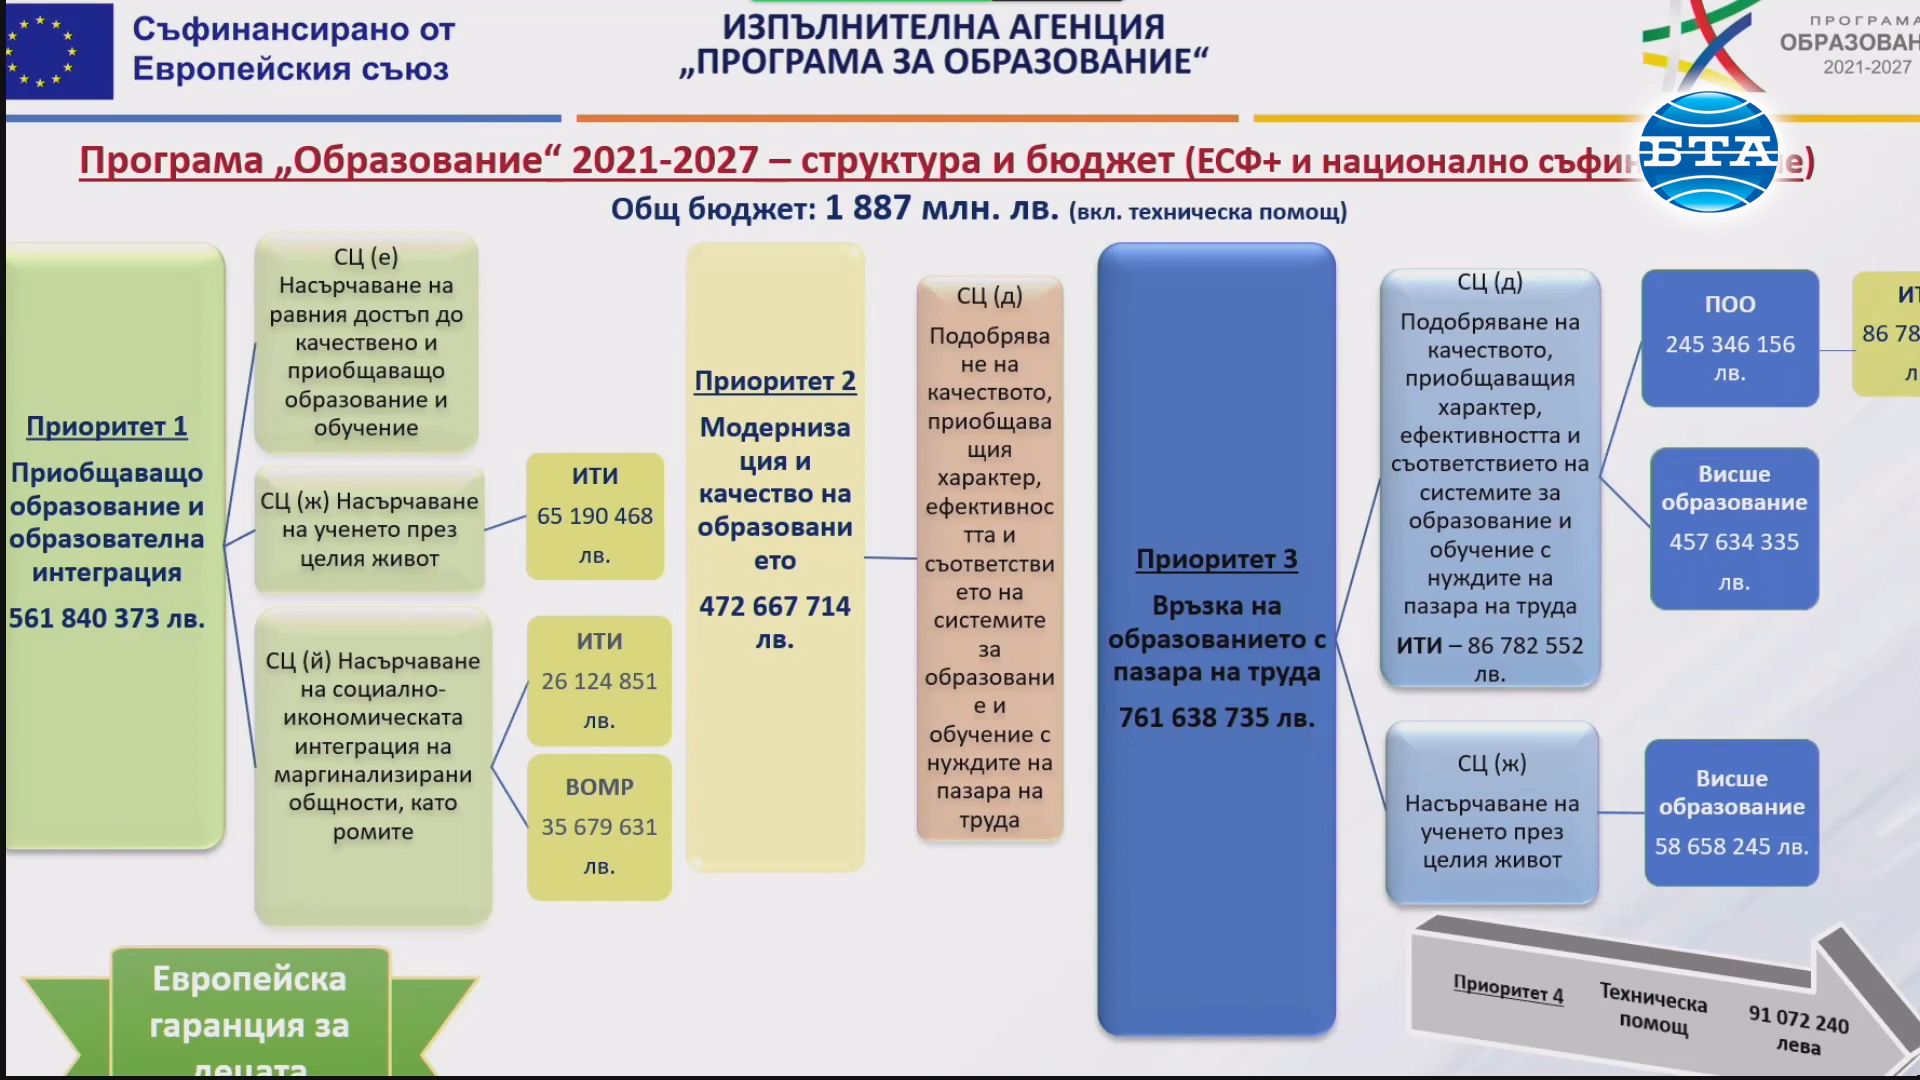 Съфинансирано от
Европейския съюз
ИЗПЪЛНИТЕЛНА АГЕНЦИЯ
„ПРОГРАМА ЗА ОБРАЗОВАНИЕ“
ПРОГРАМА
ОБРАЗОВАН
2021-2027
БТА
Програма „Образование“ 2021-2027 – структура и бюджет (ЕСФ+ и национално съфин е)
Общ бюджет: 1 887 млн. лв. (вкл. техническа помощ)
Приоритет 1
Приобщаващо
образование и
образователна
интеграция
561 840 373 лв.
СЦ (е)
Насърчаване на
равния достъп до
качествено и
приобщаващо
образование и
обучение
СЦ (ж) Насърчаване
на ученето през
целия живот
ИТИ
65 190 468
лв.
СЦ (й) Насърчаване
на социално-
икономическата
интеграция на
маргинализирани
общности, като
ромите
ИТИ
26 124 851
лв.
ВОМР
35 679 631
лв.
Приоритет 2
Модерниза
ция и
качество на
образовани
ето
472 667 714
лв.
СЦ (д)
Подобрява
не на
качеството,
приобщава
щия
характер,
ефективнос
тта и
съответстви
ето на
системите
за
образовани
е и
обучение с
нуждите на
пазара на
труда
Приоритет 3
Връзка на
образованието с
пазара на труда
761 638 735 лв.
СЦ (д)
Подобряване на
качеството,
приобщаващия
характер,
ефективността и
съответствието на
системите за
образование и
обучение с
нуждите на
пазара на труда
ИТИ – 86 782 552
лв.
ПОО
245 346 156
лв.
ИТ
86 78
л
Висше
образование
457 634 335
лв.
СЦ (ж)
Насърчаване на
ученето през
целия живот
Висше
образование
58 658 245 лв.
Приоритет 4
Техническа
помощ
91 072 240
лева
Европейска
гаранция за
децата